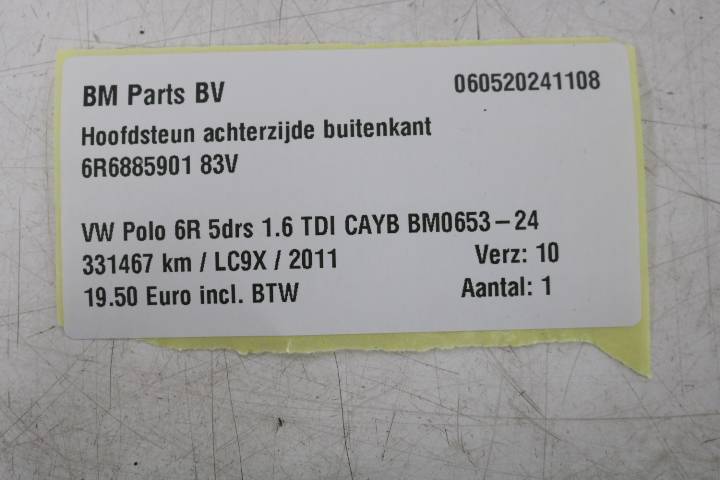 BM Parts BV 060520241108
Hoofdsteun achterzijde buitenkant
6R6885901 83V
VW Polo 6R 5drs 1.6 TDI CAYB BM0653-24
331467 km / LC9X / 2011 Verz: 10
19.50 Euro incl. BTW Aantal: 1